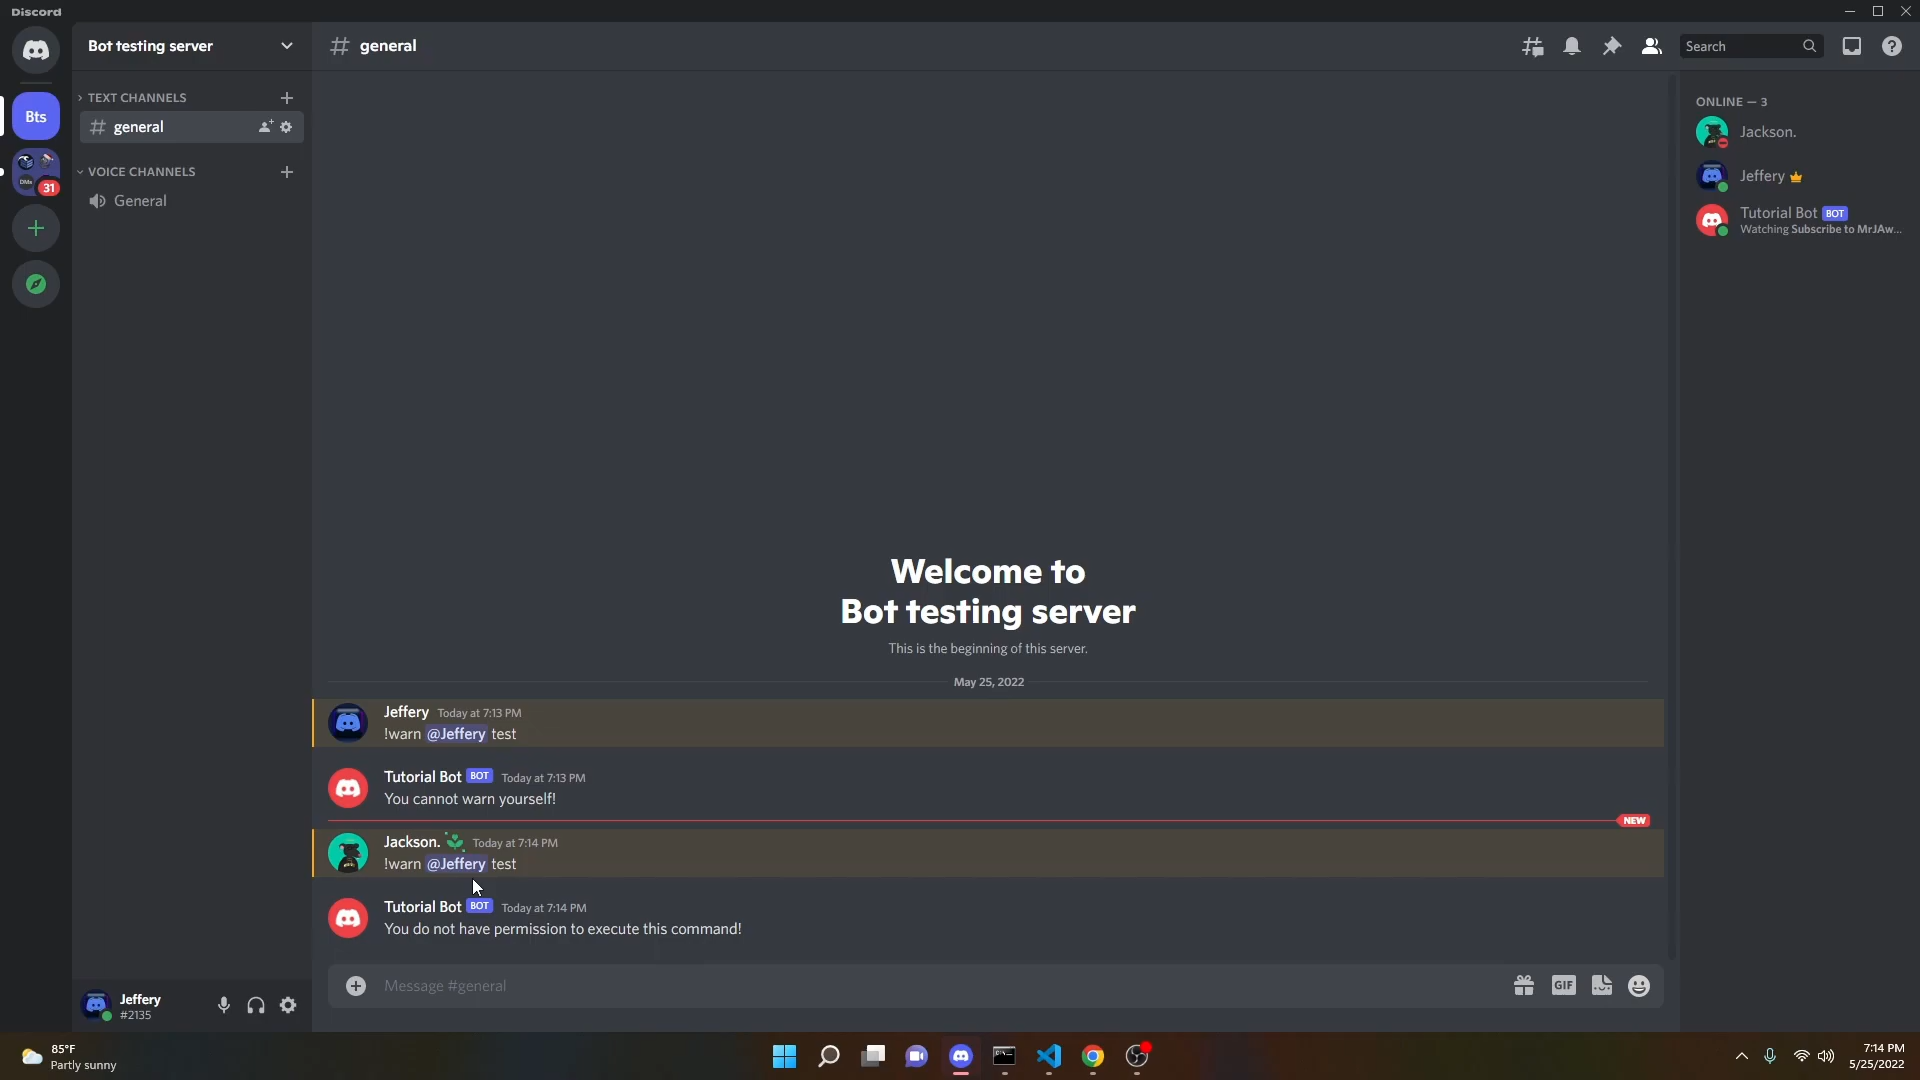 Discord
Bts
31
Bot testing server
TEXT CHANNELS
general
VOICE CHANNELS
General
general
Search
Welcome to
Bot testing server
This is the beginning of this server.
May 25, 2022
Jeffery Today at 7:13 PM
!warn @Jeffery test
Tutorial Bot BOT Today at 7:13 PM
You cannot warn yourself!
NEW
Jackson. Today at 7:14 PM
!warn @Jeffery test
Tutorial Bot BOT Today at 7:14 PM
You do not have permission to execute this command!
Message #general
GIF
ONLINE — 3
Jackson.
Jeffery
Tutorial Bot BOT
Watching Subscribe to MrJAw...
Jeffery
#2135
85°F
Partly sunny
7:14 PM
5/25/2022